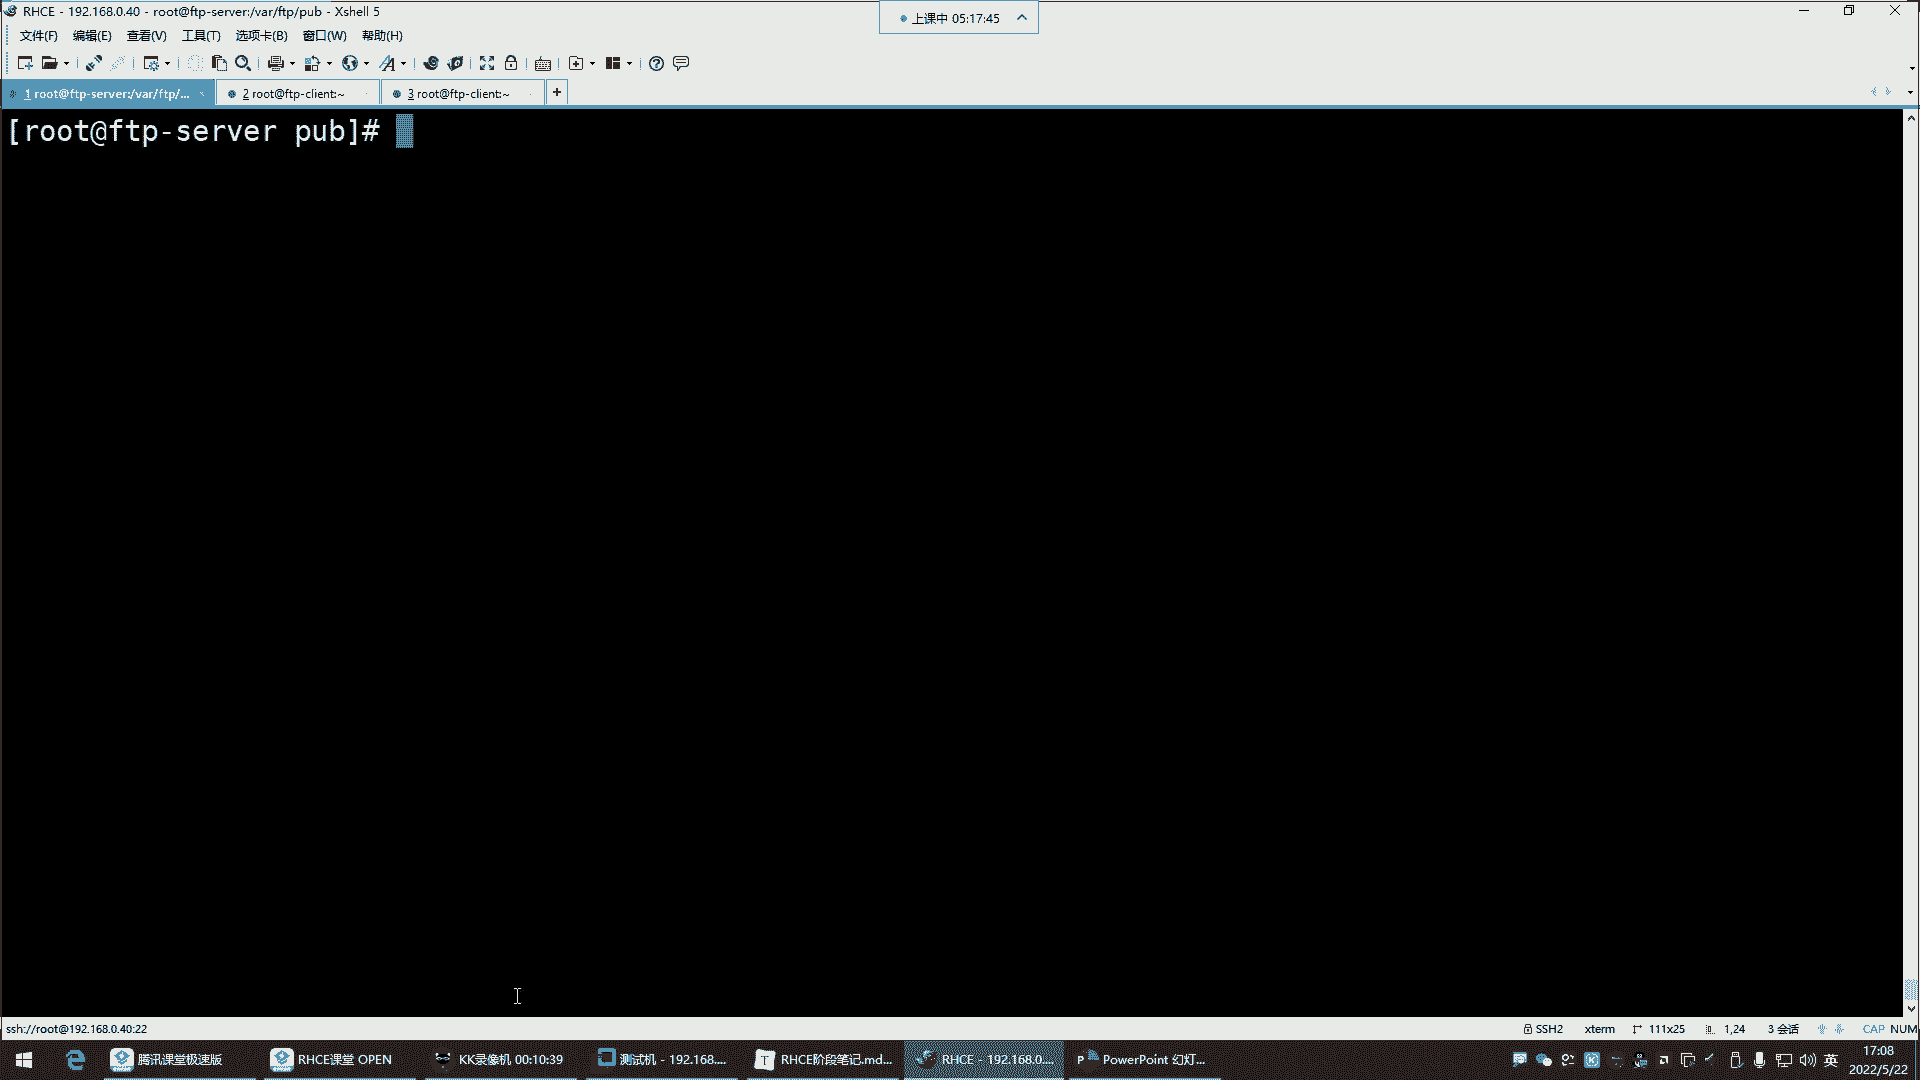 RHCE - 192.168.0.40 - root@ftp-server:/var/ftp/pub - Xshell 5
上课中 05:17:45
文件(F) 编辑(E) 查看(V) 工具(T) 选项卡(B) 窗口(W) 帮助(H)
1 root@ftp-server:/var/ftp/... 2 root@ftp-client:~ 3 root@ftp-client:~ +
[root@ftp-server pub]#
ssh://root@192.168.0.40:22 SSH2 xterm 111x25 1,24 3 会话 CAP NUM
腾讯课堂极速版 RHCE课堂 OPEN KK录像机 00:10:39 测试机 - 192.168.... RHCE阶段笔记.md... RHCE - 192.168.0.... PowerPoint 幻灯... 英 17:08
2022/5/22